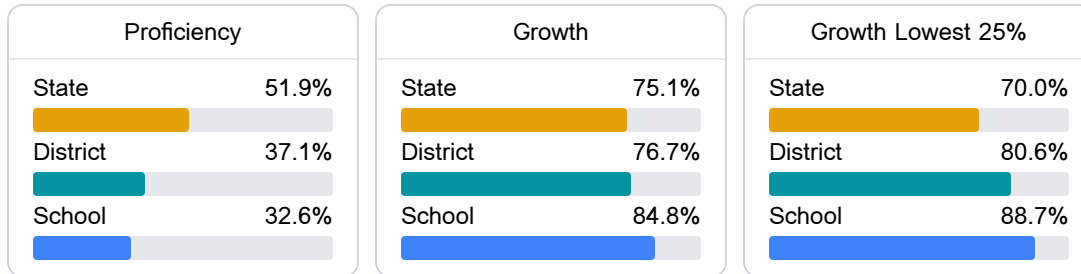 Proficiency
State 51.9%
District 37.1%
School 32.6%
Growth
State 75.1%
District 76.7%
School 84.8%
Growth Lowest 25%
State 70.0%
District 80.6%
School 88.7%